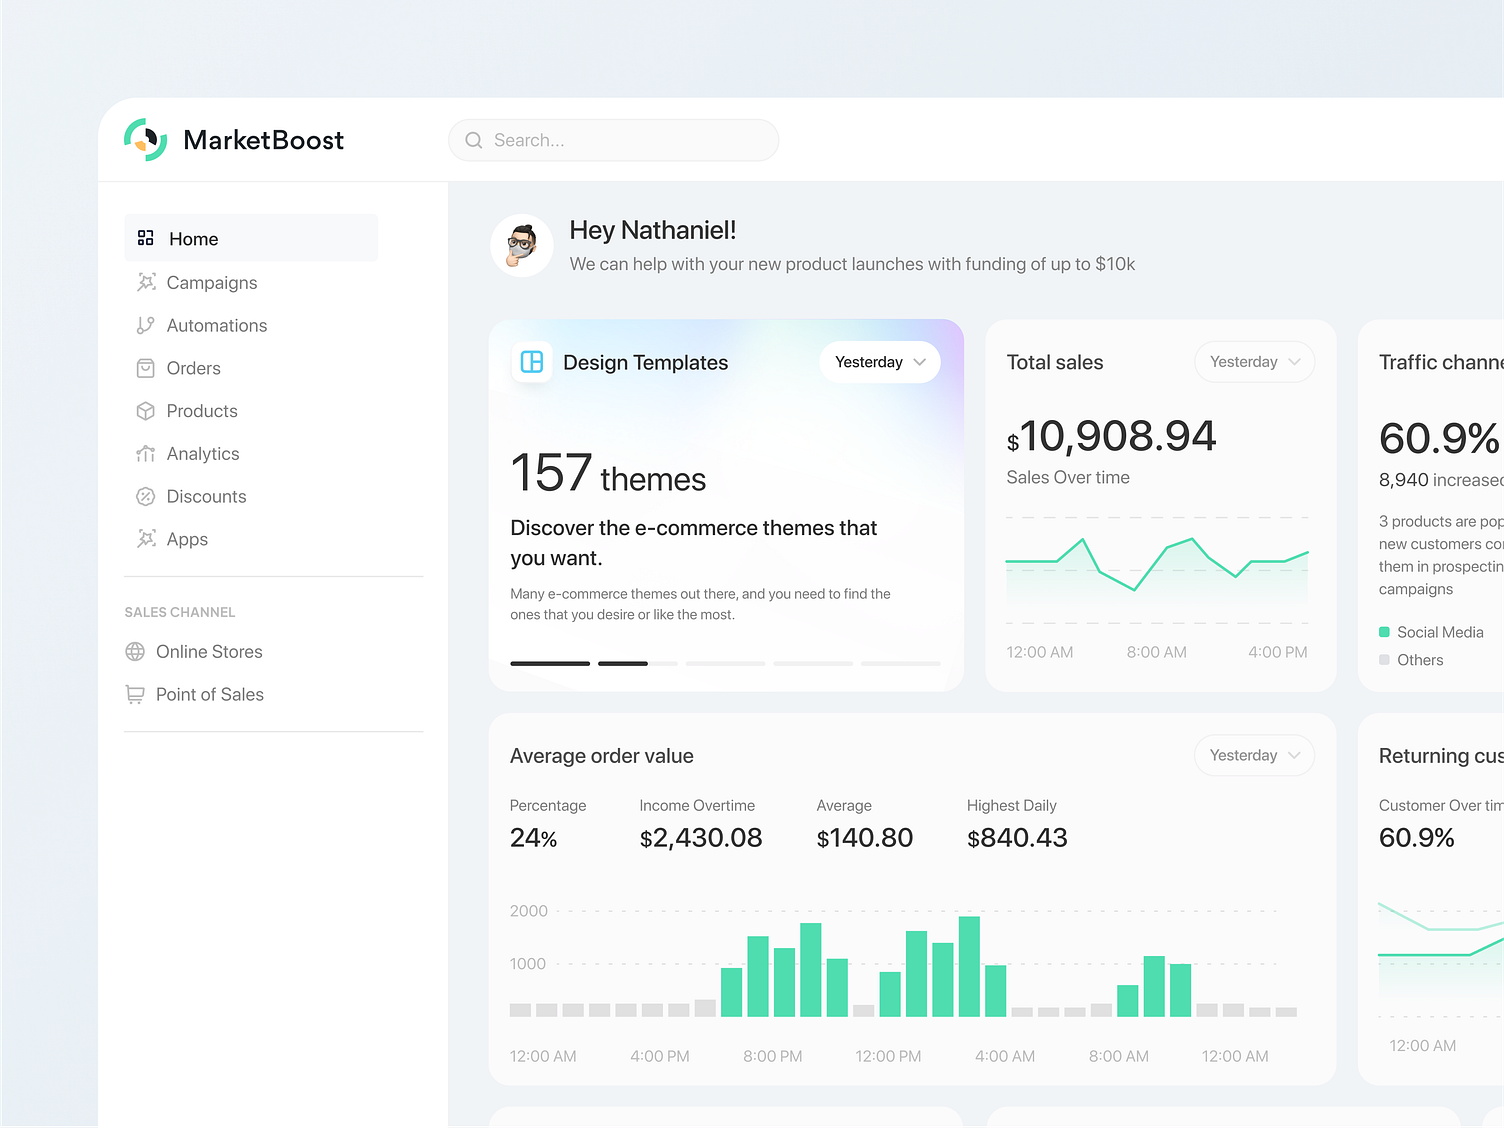 MarketBoost
Search...
Home
Campaigns
Automations
Orders
Products
Analytics
Discounts
Apps
SALES CHANNEL
Online Stores
Point of Sales
Hey Nathaniel!
We can help with your new product launches with funding of up to $10k
Design Templates
Yesterday
157 themes
Discover the e-commerce themes that
you want.
Many e-commerce themes out there, and you need to find the
ones that you desire or like the most.
Total sales
Yesterday
$10,908.94
Sales Over time
12:00 AM 8:00 AM 4:00 PM
Traffic
60.9%
8,940 increased
3 products are
new customers
them in
campaigns
Social Media
Others
Average order value
Yesterday
Percentage Income Overtime Average Highest Daily
24% $2,430.08 $140.80 $840.43
2000
1000
12:00 AM 4:00 PM 8:00 PM 12:00 PM 4:00 AM 8:00 AM 12:00 AM
Returning
Customer Over
60.9%
12:00 AM